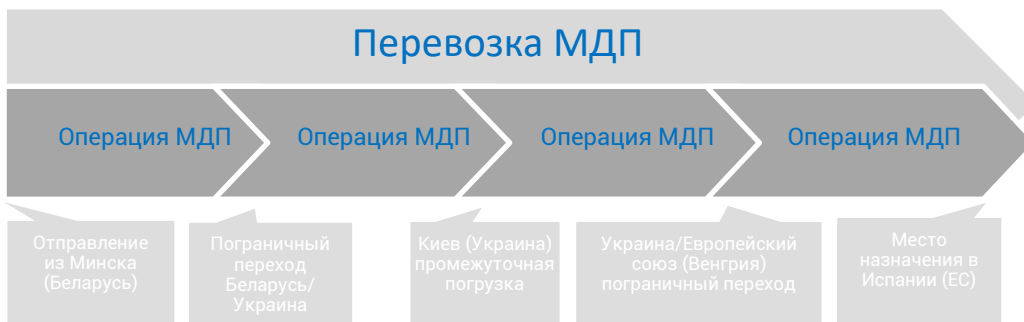 Перевозка МДП
Операция МДП
Операция МДП
Операция МДП
Операция МДП
Отправление
из Минска
(Беларусь)
Пограничный
переход
Беларусь/
Украина
Киев (Украина)
промежуточная
погрузка
Украина/Европейский
союз (Венгрия)
пограничный переход
Место
назначения в
Испании (ЕС)